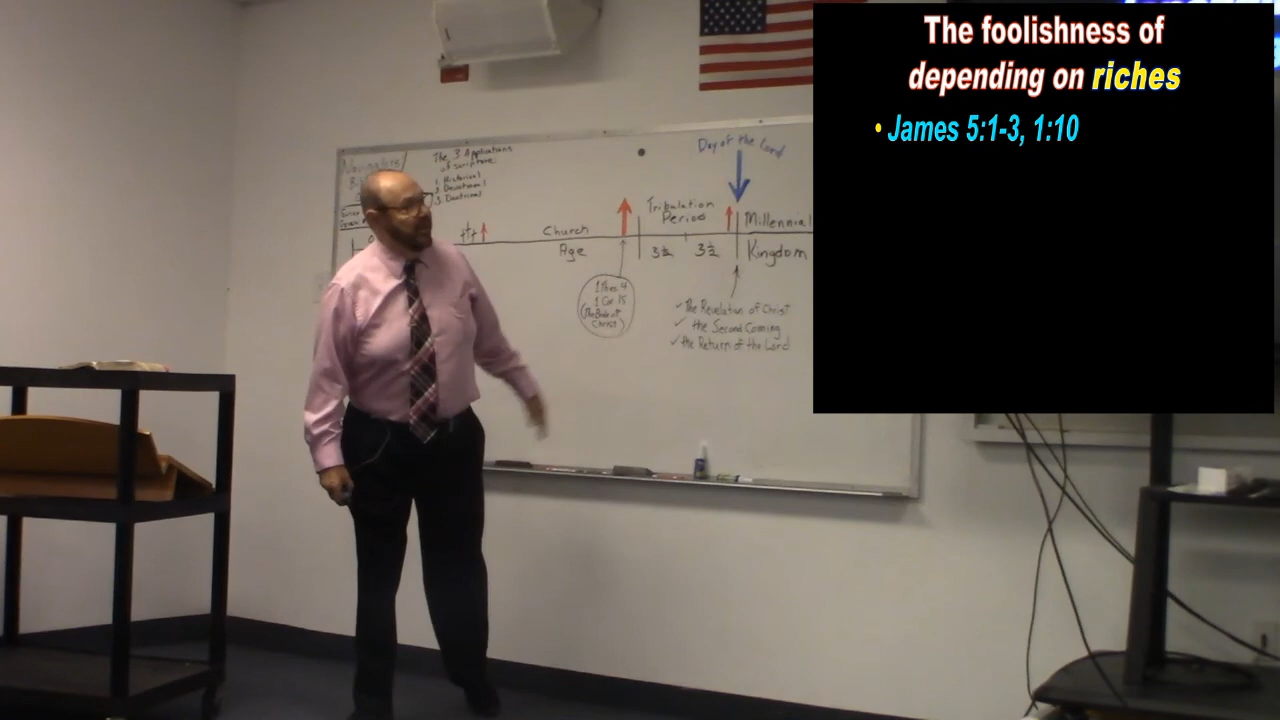 The foolishness of
depending on riches
• James 5:1-3, 1:10
Navigators
The 3 Applications
of scripture:
1. Historical
2. Devotional
3. Doctrinal
Day of the Lord
Church
Age
Tribulation
Period
3½ 3½
Millennial
Kingdom
1 Thes 4
1 Cor 15
(The Body of
Christ)
✓ The Revelation of Christ
✓ the Second Coming
✓ the Return of the Lord